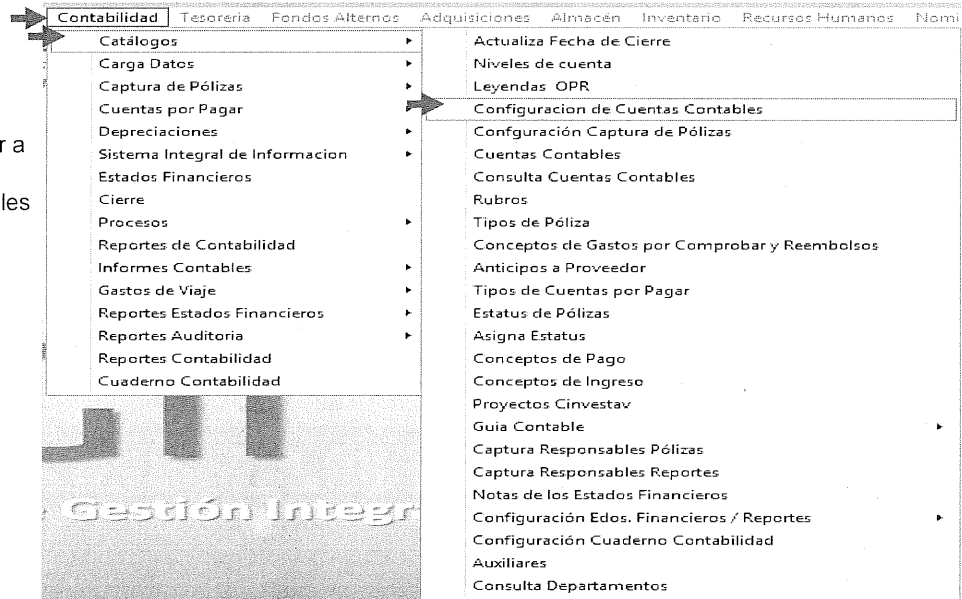 Contabilidad Tesoreria Fondos Alternos Adquisiciones Almacén Inventario Recursos Humanos Nomi
Catálogos
Carga Datos
Captura de Pólizas
Cuentas por Pagar
Depreciaciones
Sistema Integral de Informacion
Estados Financieros
Cierre
Procesos
Reportes de Contabilidad
Informes Contables
Gastos de Viaje
Reportes Estados Financieros
Reportes Auditoria
Reportes Contabilidad
Cuaderno Contabilidad
Actualiza Fecha de Cierre
Niveles de cuenta
Leyendas OPR
Configuracion de Cuentas Contables
Confguración Captura de Pólizas
Cuentas Contables
Consulta Cuentas Contables
Rubros
Tipos de Póliza
Conceptos de Gastos por Comprobar y Reembolsos
Anticipos a Proveedor
Tipos de Cuentas por Pagar
Estatus de Pólizas
Asigna Estatus
Conceptos de Pago
Conceptos de Ingreso
Proyectos Cinvestav
Guia Contable
Captura Responsables Pólizas
Captura Responsables Reportes
Notas de los Estados Financieros
Configuración Edos. Financieros / Reportes
Configuración Cuaderno Contabilidad
Auxiliares
Consulta Departamentos
r a
les
Gestión Integr